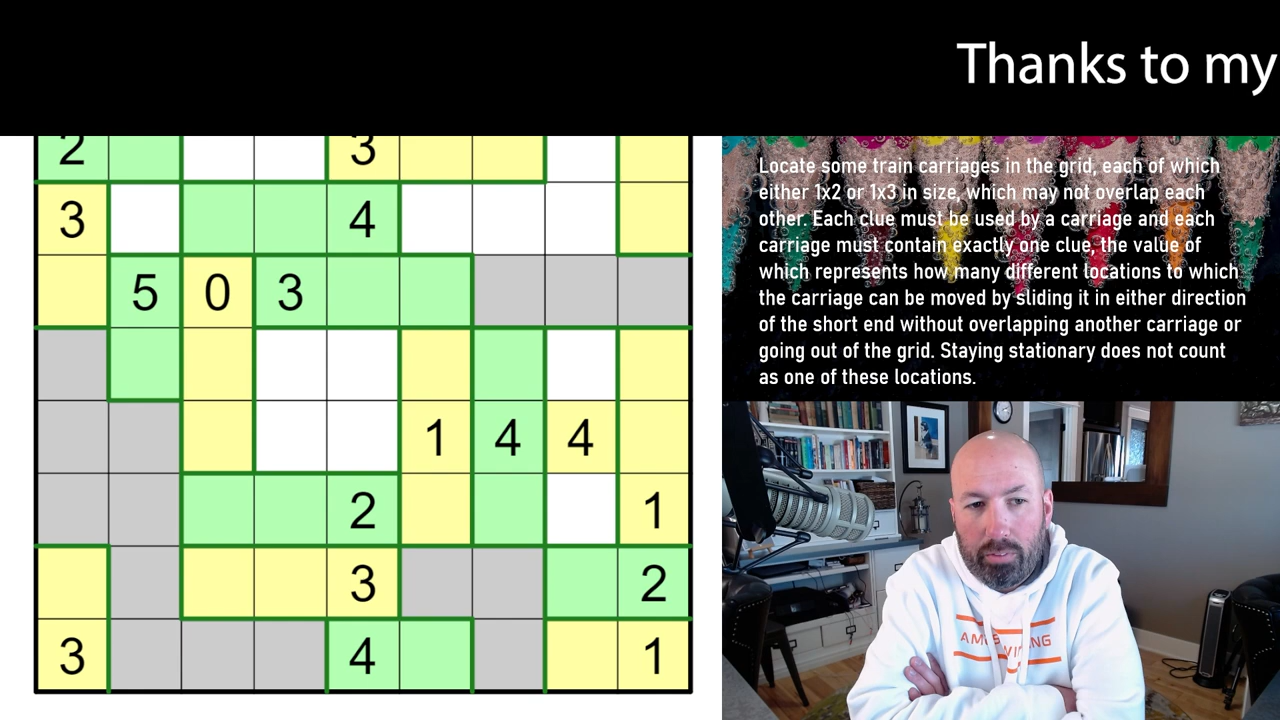 Thanks to my
2 3
3 4
5 0 3
1 4 4
2 1
3 2
3 4 1
Locate some train carriages in the grid, each of which
either 1x2 or 1x3 in size, which may not overlap each
other. Each clue must be used by a carriage and each
carriage must contain exactly one clue, the value of
which represents how many different locations to which
the carriage can be moved by sliding it in either direction
of the short end without overlapping another carriage or
going out of the grid. Staying stationary does not count
as one of these locations.